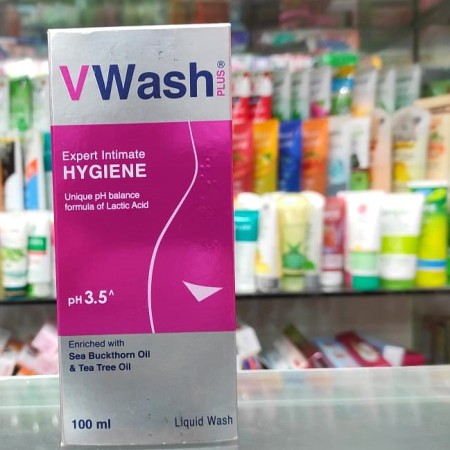 VWash PLUS®
Expert Intimate
HYGIENE
Unique pH balance
formula of Lactic Acid
pH 3.5^
Enriched with
Sea Buckthorn Oil
& Tea Tree Oil
100 ml
Liquid Wash